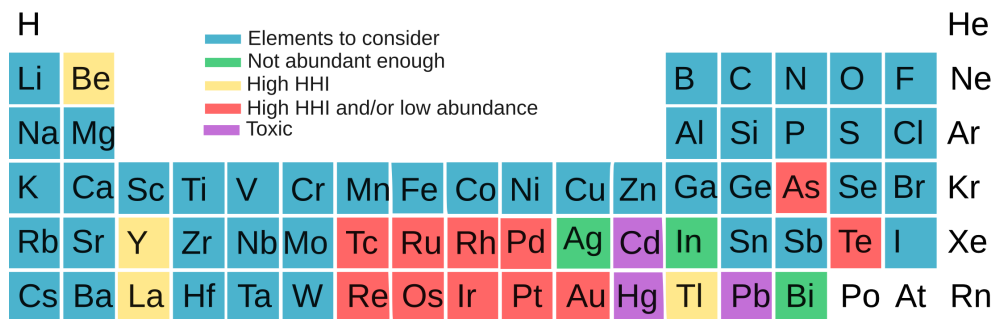 H He
Elements to consider
Not abundant enough
High HHI
High HHI and/or low abundance
Toxic
Li Be B C N O F Ne
Na Mg Al Si P S Cl Ar
K Ca Sc Ti V Cr Mn Fe Co Ni Cu Zn Ga Ge As Se Br Kr
Rb Sr Y Zr Nb Mo Tc Ru Rh Pd Ag Cd In Sn Sb Te I Xe
Cs Ba La Hf Ta W Re Os Ir Pt Au Hg Tl Pb Bi Po At Rn